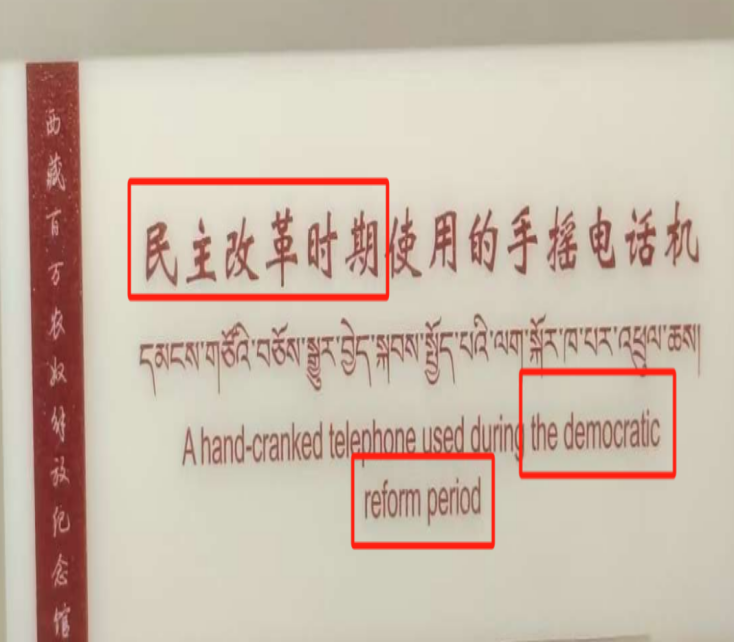 西藏百万农奴解放纪念馆
民主改革时期使用的手摇电话机
དམངས་གཙོའི་བཅོས་སྒྱུར་བྱེད་སྐབས་སྤྱོད་པའི་ལག་སྐོར་ཁ་པར་འཕྲུལ་ཆས།
A hand-cranked telephone used during the democratic
reform period